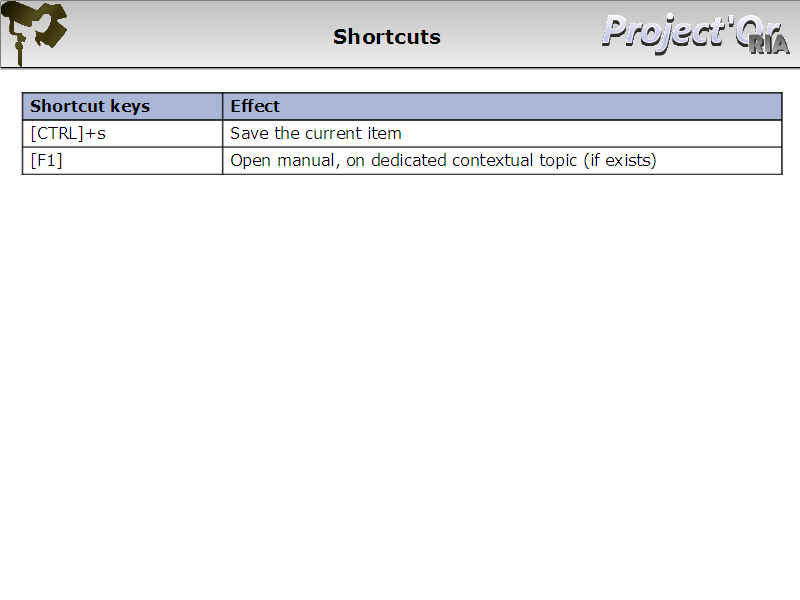 Shortcuts
Project'Or
RIA
Shortcut keys Effect
[CTRL]+s Save the current item
[F1] Open manual, on dedicated contextual topic (if exists)